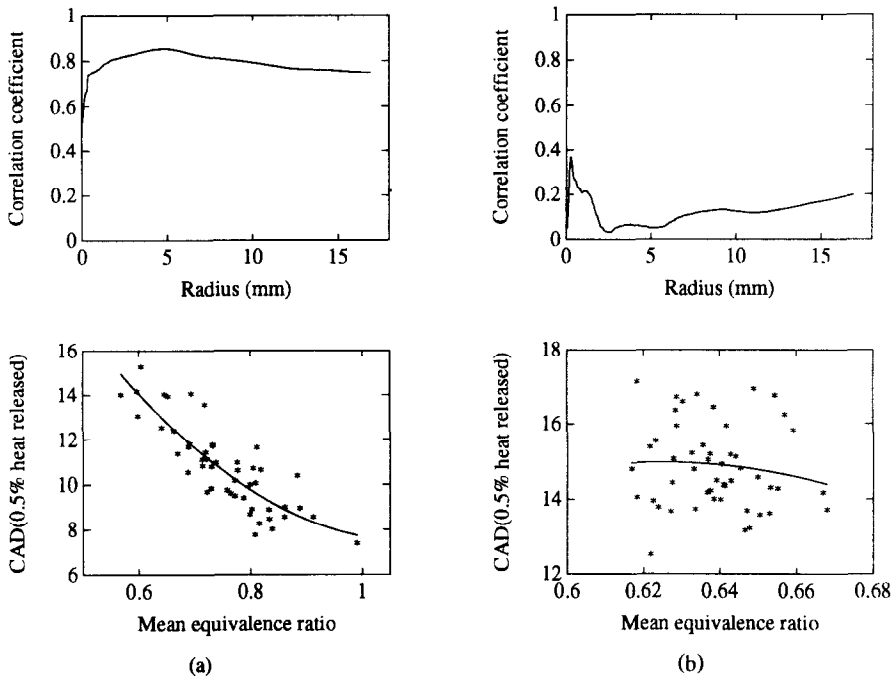 Correlation coefficient
1
0.8
0.6
0.4
0.2
0
0 5 10 15
Radius (mm)
Correlation coefficient
1
0.8
0.6
0.4
0.2
0
0 5 10 15
Radius (mm)
CAD(0.5% heat released)
16
14
12
10
8
6
0.6 0.8 1
Mean equivalence ratio
(a)
CAD(0.5% heat released)
18
16
14
12
0.6 0.62 0.64 0.66 0.68
Mean equivalence ratio
(b)